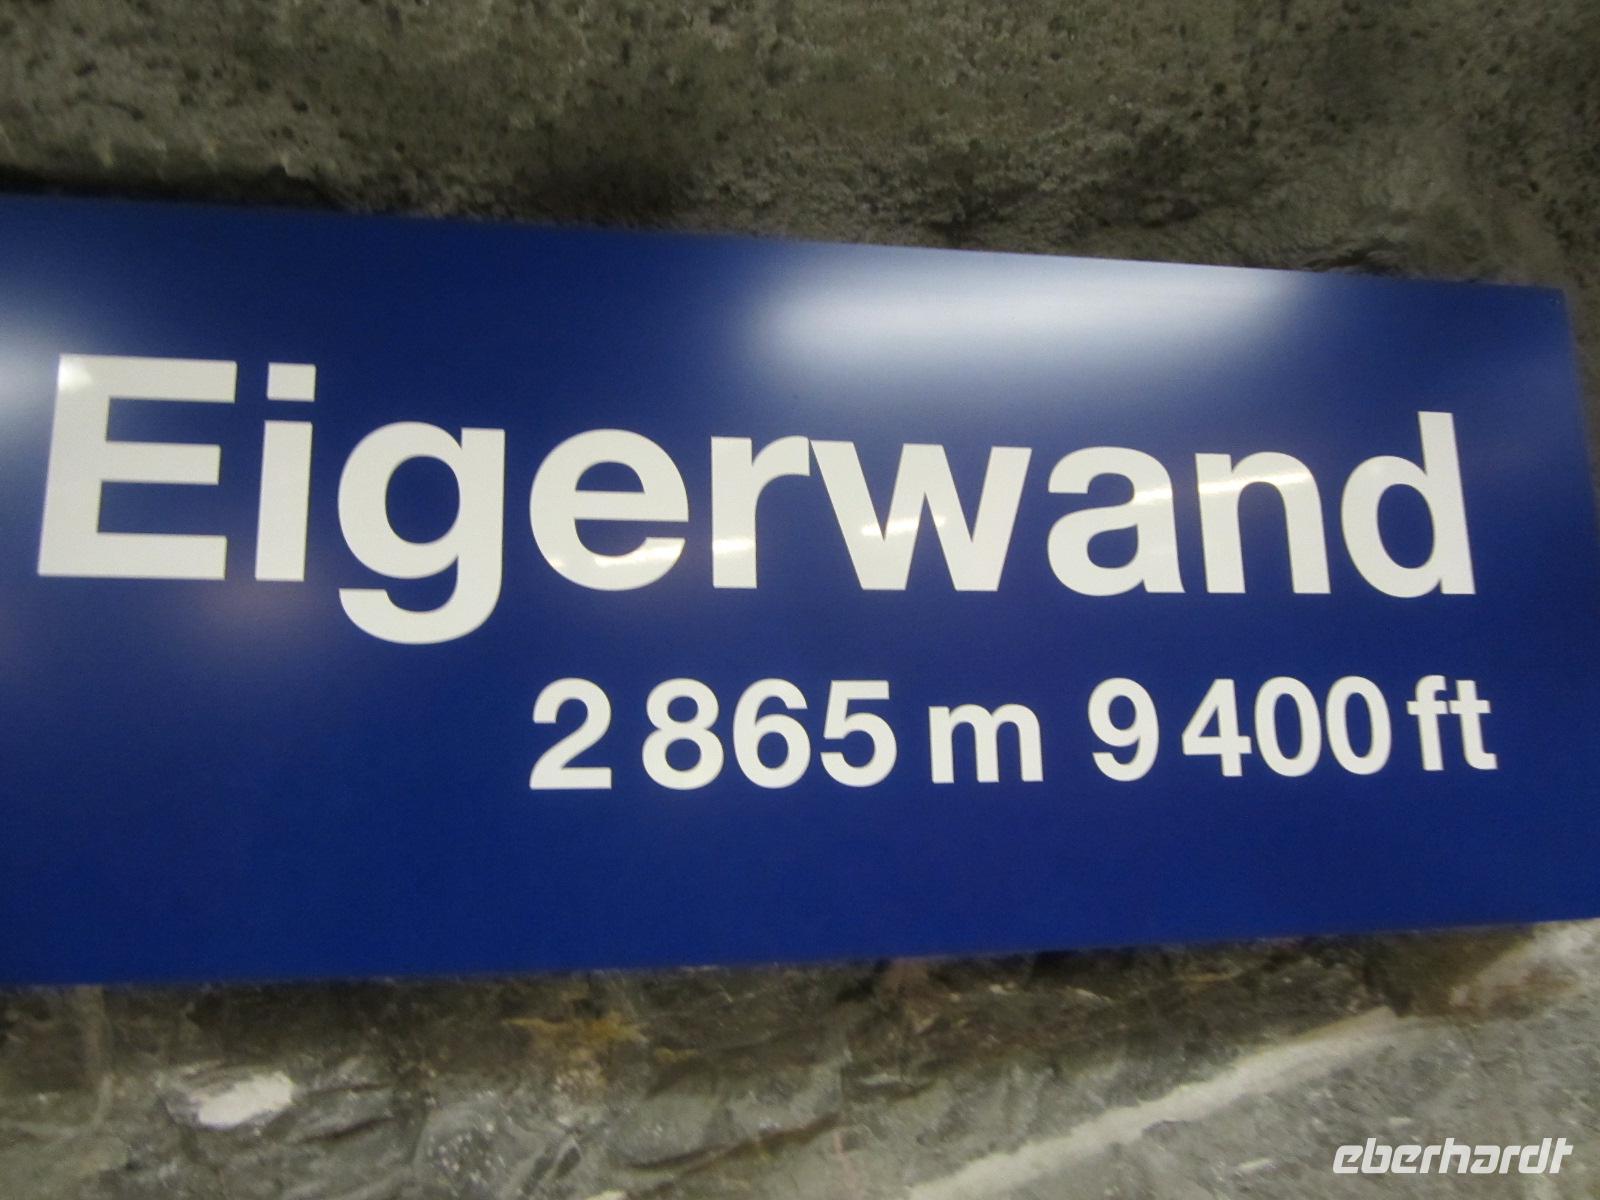 Eigerwand
2 865 m 9 400 ft
eberhardt